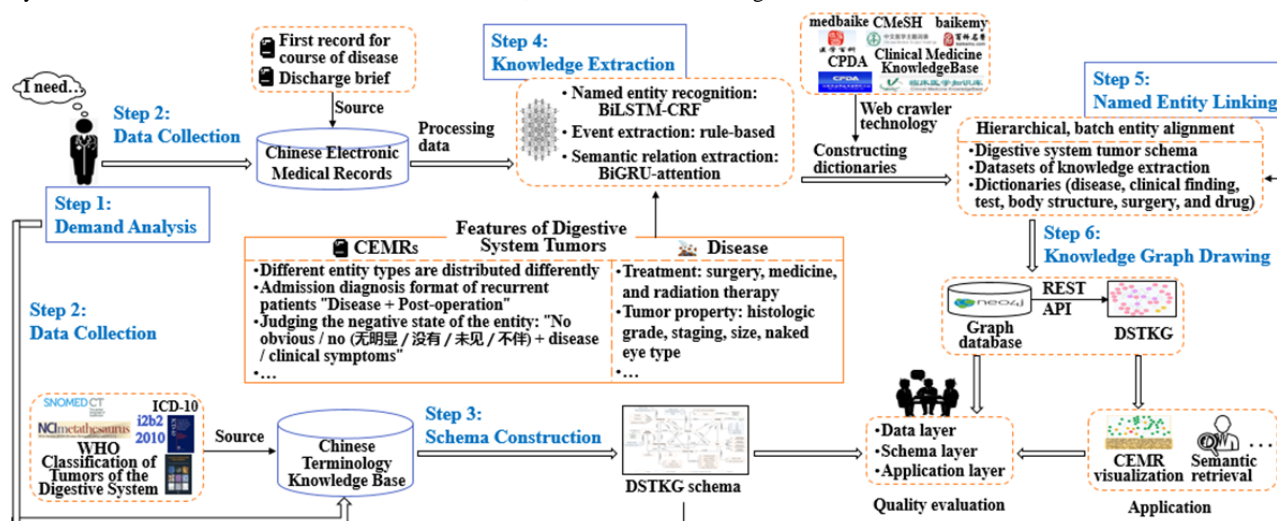 I need...
Step 1:
Demand Analysis
Step 2:
Data Collection
First record for
course of disease
Discharge brief
Source
Chinese Electronic
Medical Records
Processing
data
Step 4:
Knowledge Extraction
• Named entity recognition:
BiLSTM-CRF
• Event extraction: rule-based
• Semantic relation extraction:
BiGRU-attention
medbaike CMeSH baikemy
医学百科
CPDA
Clinical Medicine
KnowledgeBase
CPDA
Web crawler
technology
Constructing
dictionaries
Step 5:
Named Entity Linking
Hierarchical, batch entity alignment
• Digestive system tumor schema
• Datasets of knowledge extraction
• Dictionaries (disease, clinical finding,
test, body structure, surgery, and drug)
Features of Digestive
System Tumors
CEMRs
• Different entity types are distributed differently
• Admission diagnosis format of recurrent
patients "Disease + Post-operation"
• Judging the negative state of the entity: "No
obvious / no (无明显 / 没有 / 未见 / 不伴) + disease
/ clinical symptoms"
• ...
Disease
• Treatment: surgery, medicine,
and radiation therapy
• Tumor property: histologic
grade, staging, size, naked
eye type
• ...
Step 6:
Knowledge Graph Drawing
neo4j
Graph
database
REST
API
DSTKG
Step 2:
Data Collection
SNOMED CT
ICD-10
NCImetathesaurus
i2b2
2010
WHO
Classification of
Tumors of the
Digestive System
Source
Chinese
Terminology
Knowledge Base
Step 3:
Schema Construction
DSTKG schema
• Data layer
• Schema layer
• Application layer
Quality evaluation
CEMR
visualization
Semantic
retrieval
...
Application